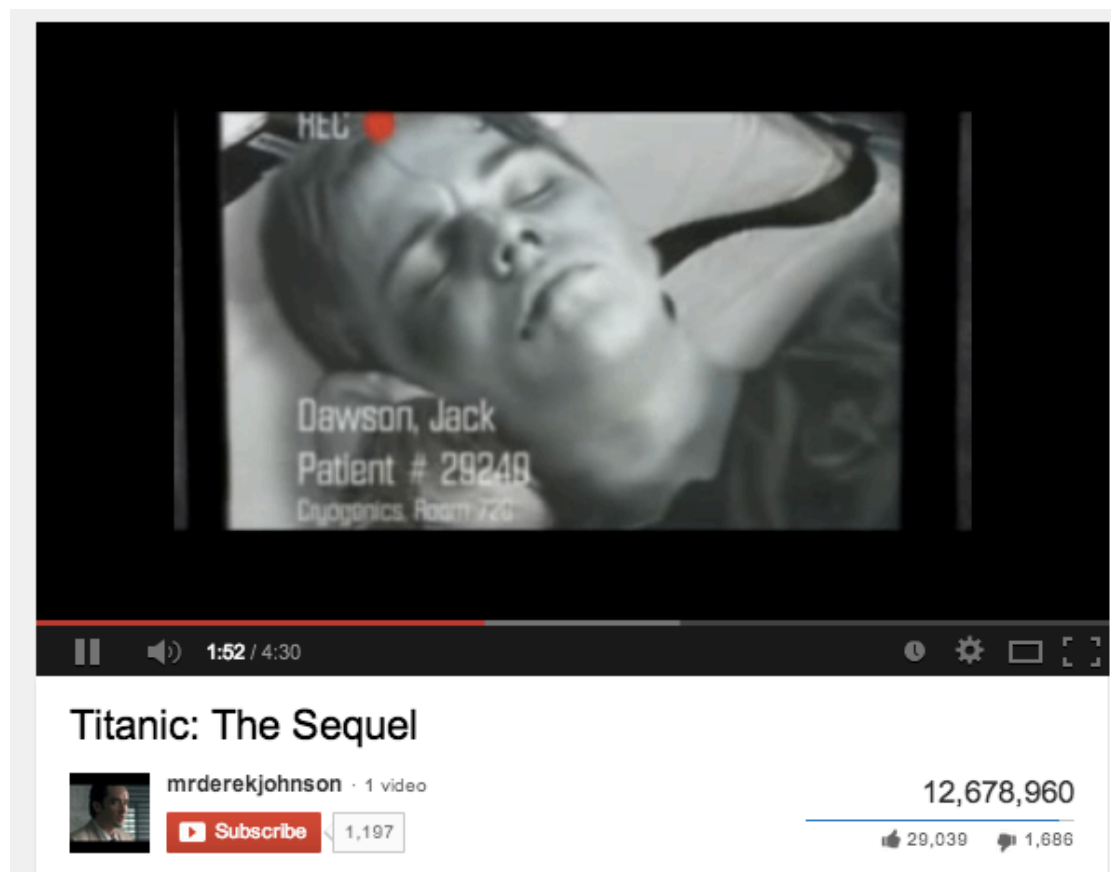 REC
Dawson, Jack
Patient # 29240
Cryogenics, Room 720
1:52 / 4:30
Titanic: The Sequel
mrderekjohnson · 1 video
Subscribe 1,197
12,678,960
29,039 1,686